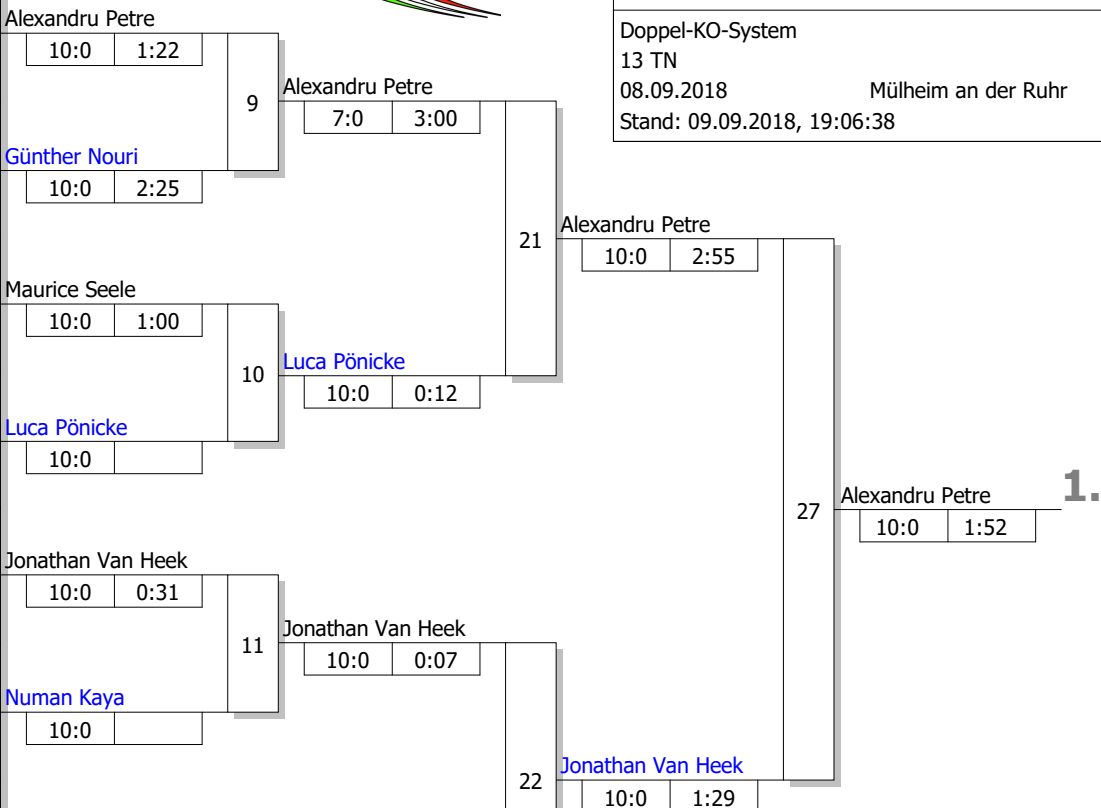 Alexandru Petre
10:0 1:22
Doppel-KO-System
13 TN
08.09.2018 Mülheim an der Ruhr
Stand: 09.09.2018, 19:06:38
9
Alexandru Petre
7:0 3:00
Günther Nouri
10:0 2:25
21
Alexandru Petre
10:0 2:55
Maurice Seele
10:0 1:00
10
Luca Pönicke
10:0 0:12
Luca Pönicke
10:0
27
Alexandru Petre
1.
10:0 1:52
Jonathan Van Heek
10:0 0:31
11
Jonathan Van Heek
10:0 0:07
Numan Kaya
10:0
22
Jonathan Van Heek
10:0 1:29